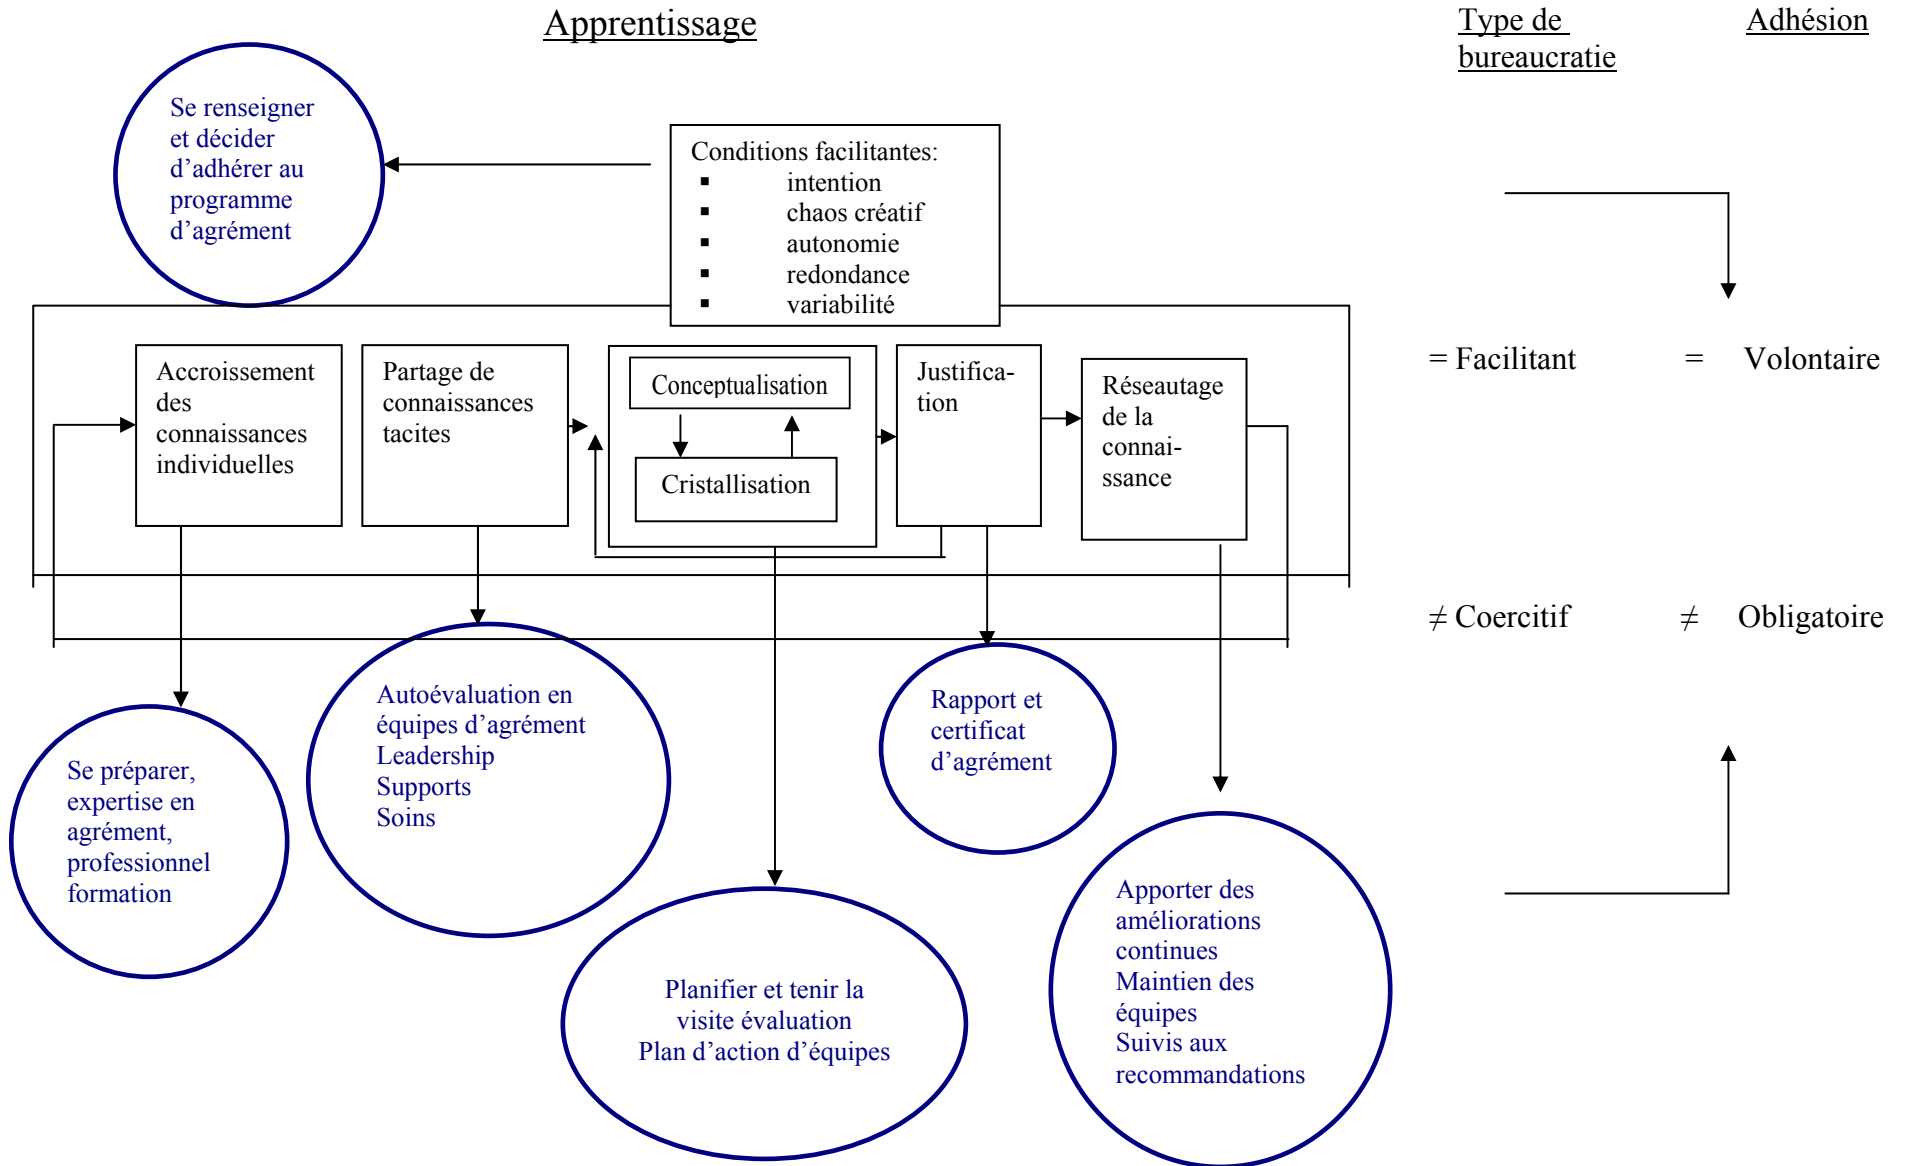 Apprentissage
Type de
bureaucratie
Adhésion
Se renseigner
et décider
d’adhérer au
programme
d’agrément
Conditions facilitantes:
▪ intention
▪ chaos créatif
▪ autonomie
▪ redondance
▪ variabilité
Accroissement
des
connaissances
individuelles
Partage de
connaissances
tacites
Conceptualisation
Cristallisation
Justifica-
tion
Réseautage
de la
connai-
ssance
= Facilitant = Volontaire
≠ Coercitif ≠ Obligatoire
Se préparer,
expertise en
agrément,
professionnel
formation
Autoévaluation en
équipes d’agrément
Leadership
Supports
Soins
Planifier et tenir la
visite évaluation
Plan d’action d’équipes
Rapport et
certificat
d’agrément
Apporter des
améliorations
continues
Maintien des
équipes
Suivis aux
recommandations